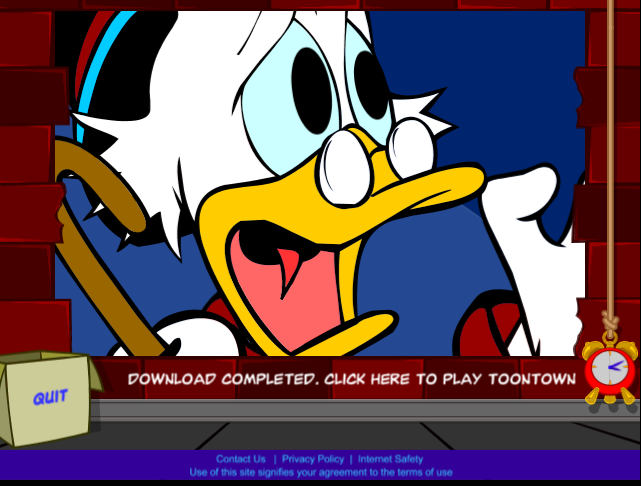 DOWNLOAD COMPLETED. CLICK HERE TO PLAY TOONTOWN
QUIT
Contact Us | Privacy Policy | Internet Safety
Use of this site signifies your agreement to the terms of use